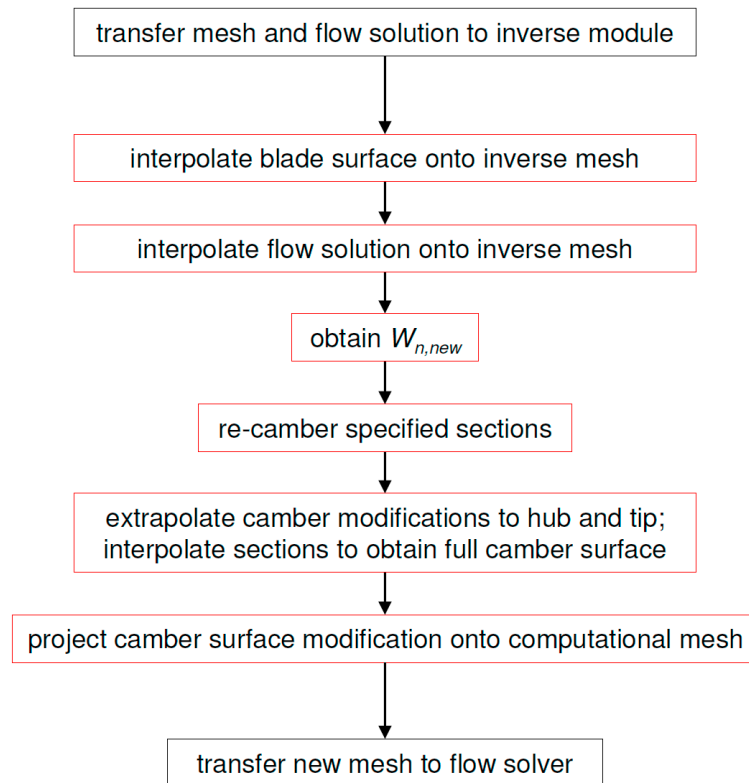 transfer mesh and flow solution to inverse module
interpolate blade surface onto inverse mesh
interpolate flow solution onto inverse mesh
obtain Wn,new
re-camber specified sections
extrapolate camber modifications to hub and tip;
interpolate sections to obtain full camber surface
project camber surface modification onto computational mesh
transfer new mesh to flow solver